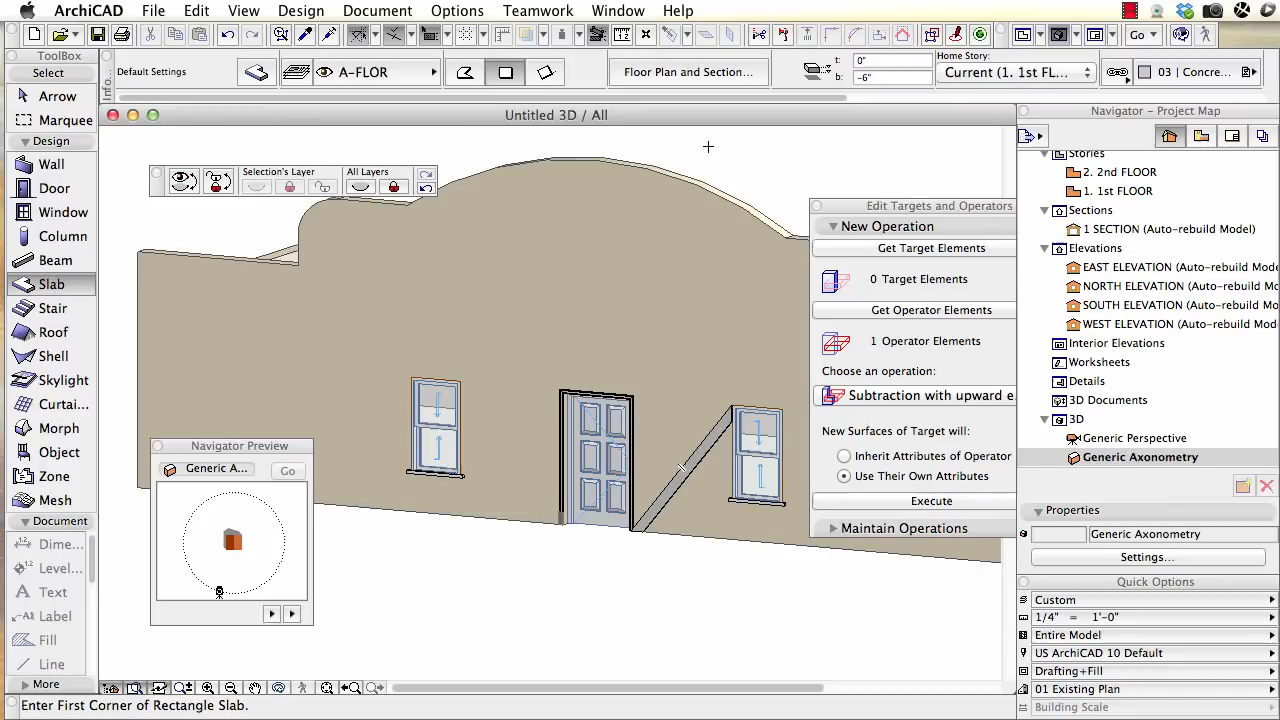 ArchiCAD File Edit View Design Document Options Teamwork Window Help
Go
ToolBox
Info...
Default Settings
A-FLOR
Floor Plan and Section...
t: 0"
b: -6"
Home Story:
Current (1. 1st FL...
03 | Concre...
Select
Arrow
Marquee
Design
Wall
Door
Window
Column
Beam
Slab
Stair
Roof
Shell
Skylight
Curtai...
Morph
Object
Zone
Mesh
Document
Dime...
Level...
Text
Label
Fill
Line
More
Untitled 3D / All
Selection's Layer
All Layers
Edit Targets and Operators
New Operation
Get Target Elements
0 Target Elements
Get Operator Elements
1 Operator Elements
Choose an operation:
Subtraction with upward e.
New Surfaces of Target will:
Inherit Attributes of Operator
Use Their Own Attributes
Execute
Maintain Operations
Navigator Preview
Generic A...
Go
Navigator - Project Map
Stories
2. 2nd FLOOR
1. 1st FLOOR
Sections
1 SECTION (Auto-rebuild Model)
Elevations
EAST ELEVATION (Auto-rebuild Mode
NORTH ELEVATION (Auto-rebuild Mod
SOUTH ELEVATION (Auto-rebuild Mod
WEST ELEVATION (Auto-rebuild Mode
Interior Elevations
Worksheets
Details
3D Documents
3D
Generic Perspective
Generic Axonometry
Properties
Generic Axonometry
Settings...
Quick Options
Custom
1/4" = 1'-0"
Entire Model
US ArchiCAD 10 Default
Drafting+Fill
01 Existing Plan
Building Scale
Enter First Corner of Rectangle Slab.